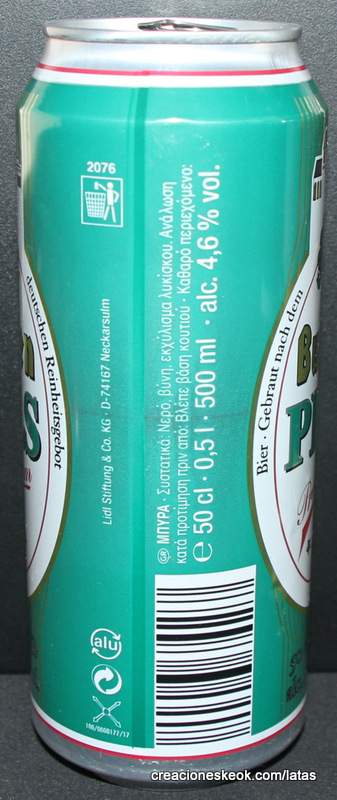 2076
Lidl Stiftung & Co. KG · D-74167 Neckarsulm
GR ΜΠΥΡΑ · Συστατικά: Νερό, βύνη, εκχύλισμα λυκίσκου. Ανάλωση
κατά προτίμηση πριν από: Βλέπε βάση κουτιού · Καθαρό περιεχόμενο:
℮ 50 cl · 0,5 l · 500 ml · alc. 4,6 % vol.
deutschen Reinheitsgebot
Bier · Gebraut nach dem
alu
creacioneskeok.com/latas